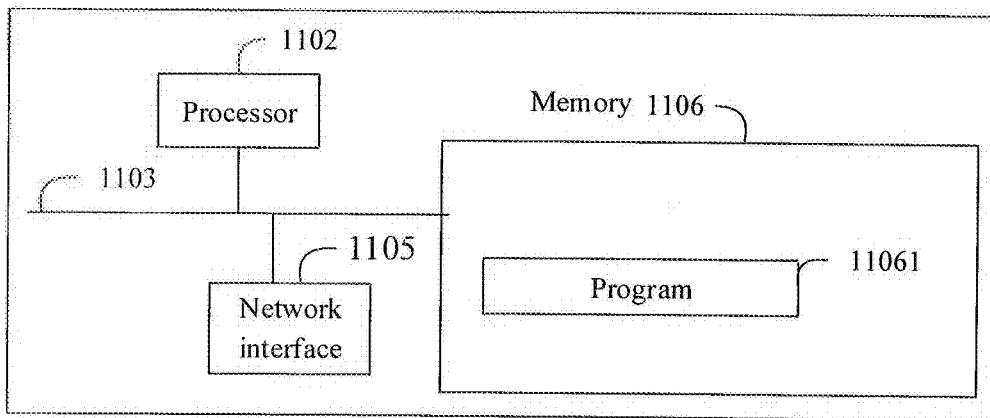 1102
Processor
Memory 1106
1103
1105
11061
Program
Network
interface